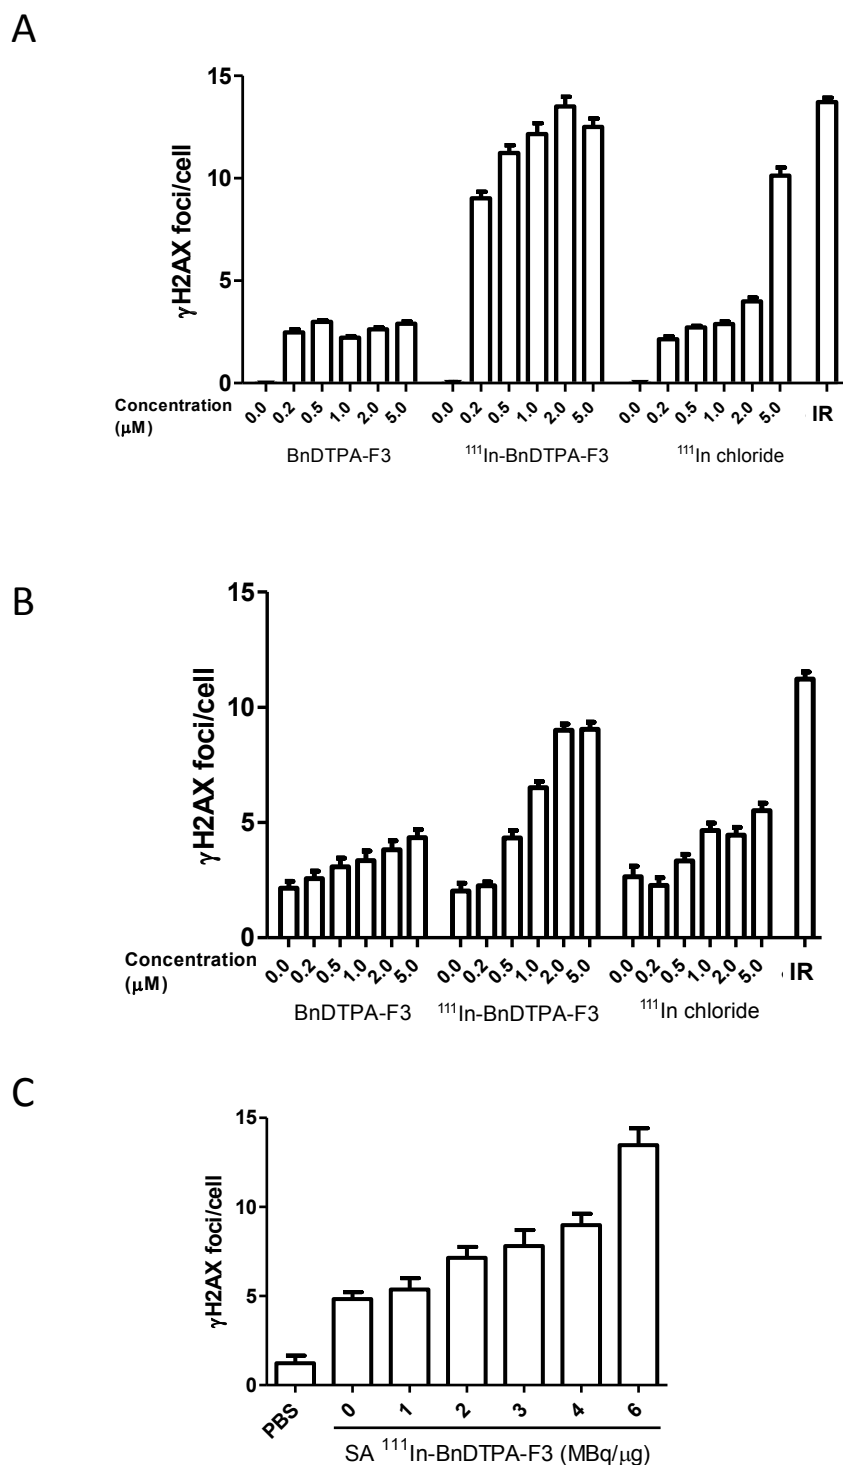 A
15
10
5
0
γH2AX foci/cell
Concentration
(μM)
0.0 0.2 0.5 1.0 2.0 5.0 0.0 0.2 0.5 1.0 2.0 5.0 0.0 0.2 0.5 1.0 2.0 5.0 IR
BnDTPA-F3 ¹¹¹In-BnDTPA-F3 ¹¹¹In chloride
B
15
10
5
0
γH2AX foci/cell
Concentration
(μM)
0.0 0.2 0.5 1.0 2.0 5.0 0.0 0.2 0.5 1.0 2.0 5.0 0.0 0.2 0.5 1.0 2.0 5.0 IR
BnDTPA-F3 ¹¹¹In-BnDTPA-F3 ¹¹¹In chloride
C
15
10
5
0
γH2AX foci/cell
PBS 0 1 2 3 4 6
SA ¹¹¹In-BnDTPA-F3 (MBq/μg)